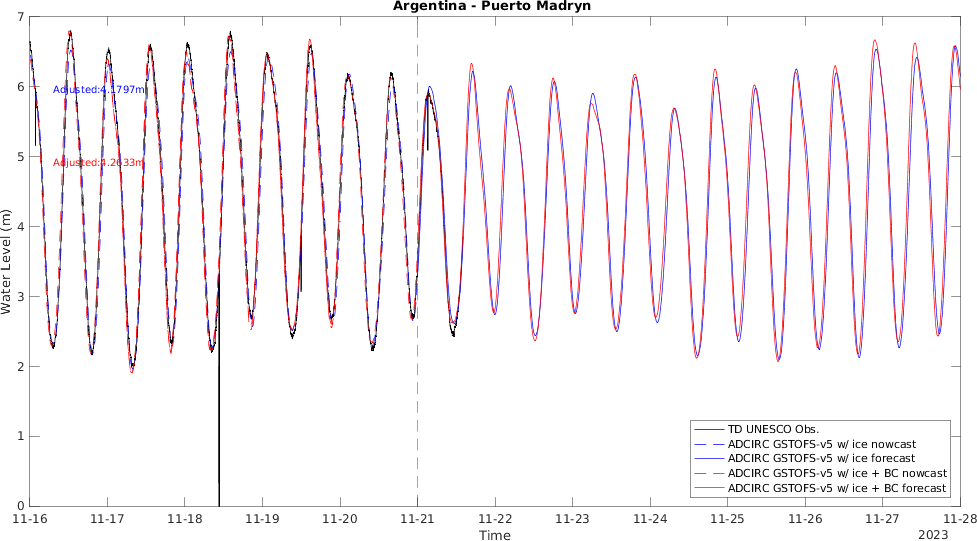 Argentina - Puerto Madryn
7
6
5
4
3
2
1
0
Water Level (m)
Adjusted:4.1797m
Adjusted:4.2633m
TD UNESCO Obs.
ADCIRC GSTOFS-v5 w/ ice nowcast
ADCIRC GSTOFS-v5 w/ ice forecast
ADCIRC GSTOFS-v5 w/ ice + BC nowcast
ADCIRC GSTOFS-v5 w/ ice + BC forecast
11-16 11-17 11-18 11-19 11-20 11-21 11-22 11-23 11-24 11-25 11-26 11-27 11-28
Time
2023